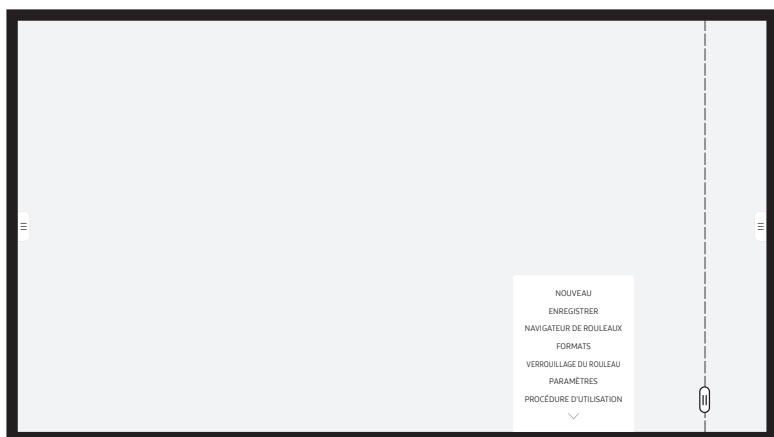 NOUVEAU
ENREGISTRER
NAVIGATEUR DE ROULEAUX
FORMATS
VERROUILLAGE DU ROULEAU
PARAMÈTRES
PROCÉDURE D'UTILISATION